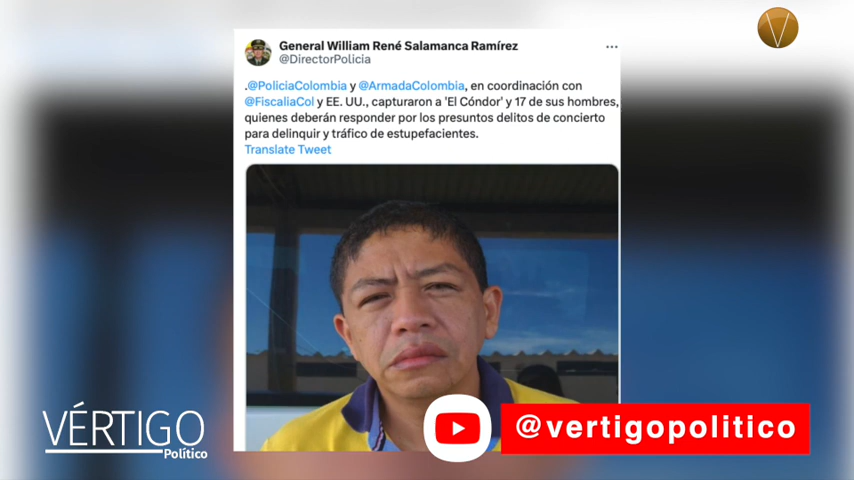 General William René Salamanca Ramírez
@DirectorPolicia
.@PoliciaColombia y @ArmadaColombia, en coordinación con
@FiscaliaCol y EE. UU., capturaron a 'El Cóndor' y 17 de sus hombres,
quienes deberán responder por los presuntos delitos de concierto
para delinquir y tráfico de estupefacientes.
Translate Tweet
V
VÉRTIGO
Político
@vertigopolitico